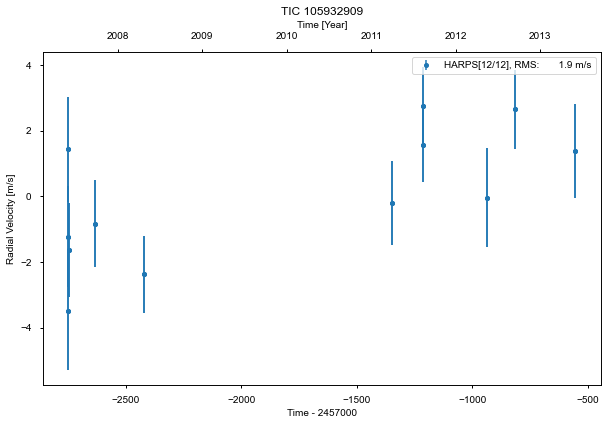 TIC 105932909
Time [Year]
2008 2009 2010 2011 2012 2013
HARPS[12/12], RMS: 1.9 m/s
Radial Velocity [m/s]
4
2
0
−2
−4
−2500 −2000 −1500 −1000 −500
Time - 2457000